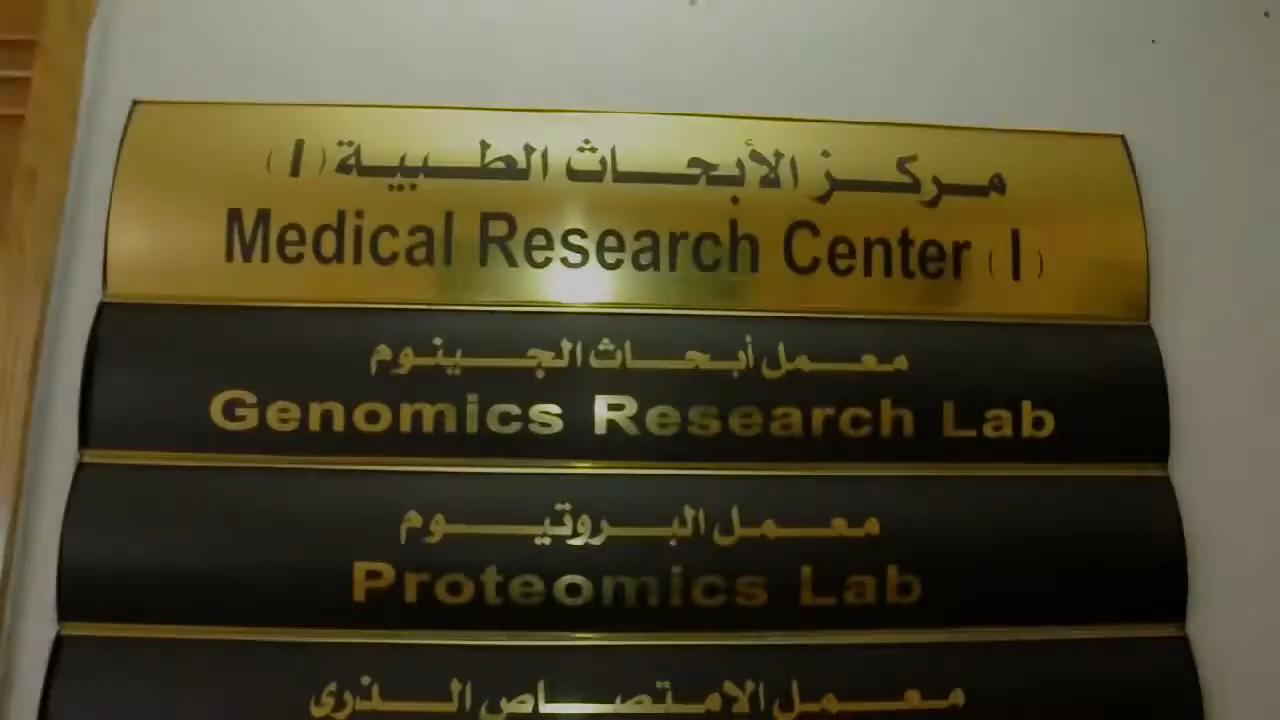 مركز الأبحاث الطبية (I)
Medical Research Center (I)
معمل أبحاث الجينوم
Genomics Research Lab
معمل البروتيوم
Proteomics Lab
معمل الامتصاص الذرى